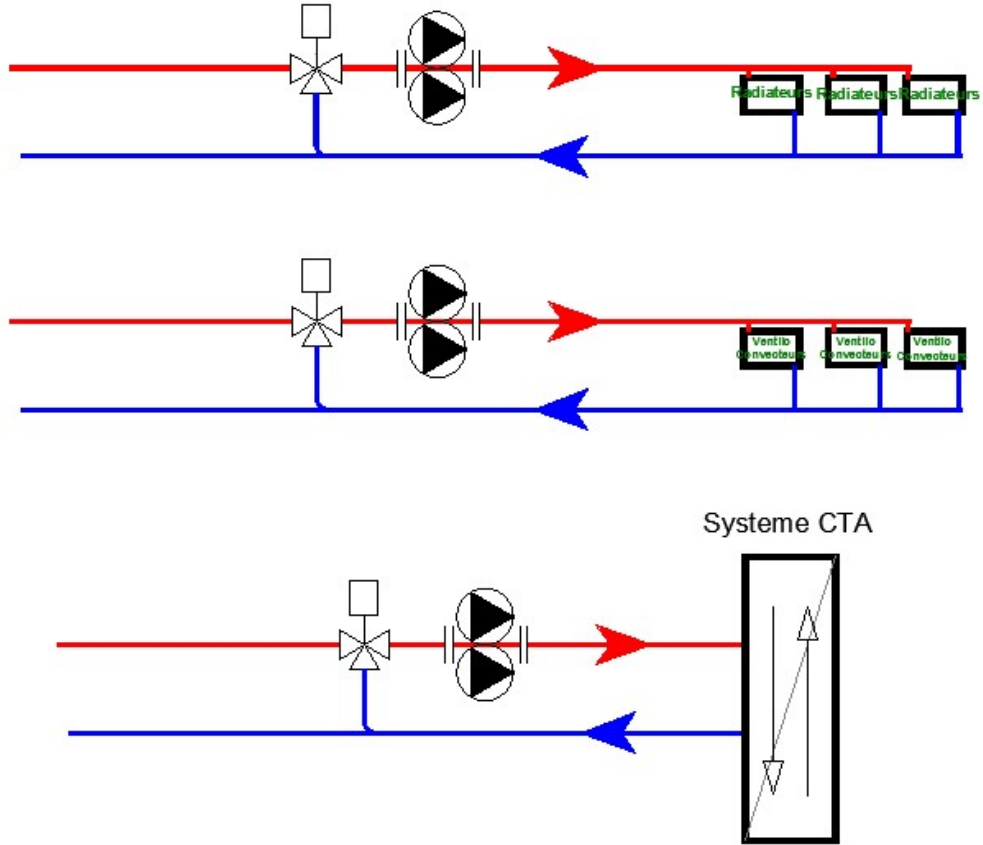 Radiateurs Radiateurs Radiateurs
Ventilo Ventilo Ventilo
Convecteurs Convecteurs Convecteurs
Systeme CTA